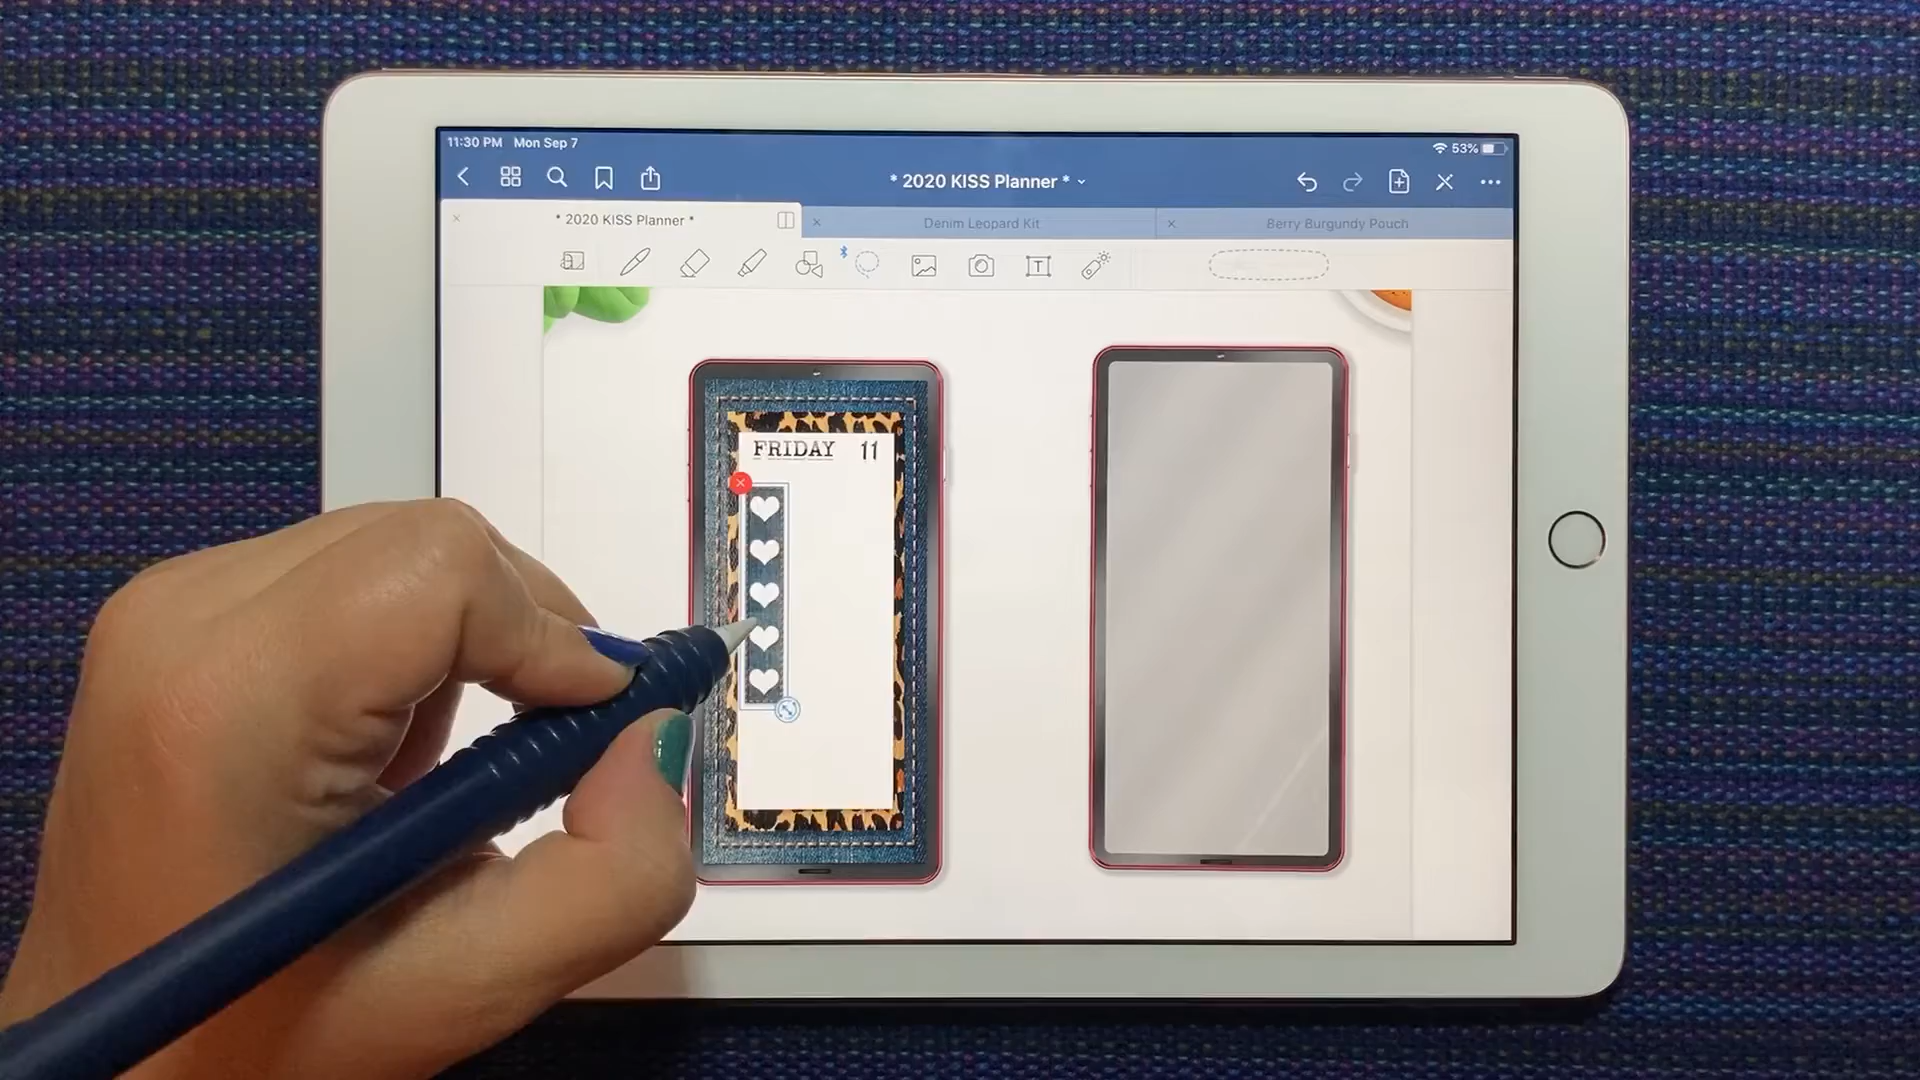 11:30 PM Mon Sep 7
53%
* 2020 KISS Planner *
* 2020 KISS Planner *
Denim Leopard Kit
Berry Burgundy Pouch
T
FRIDAY 11